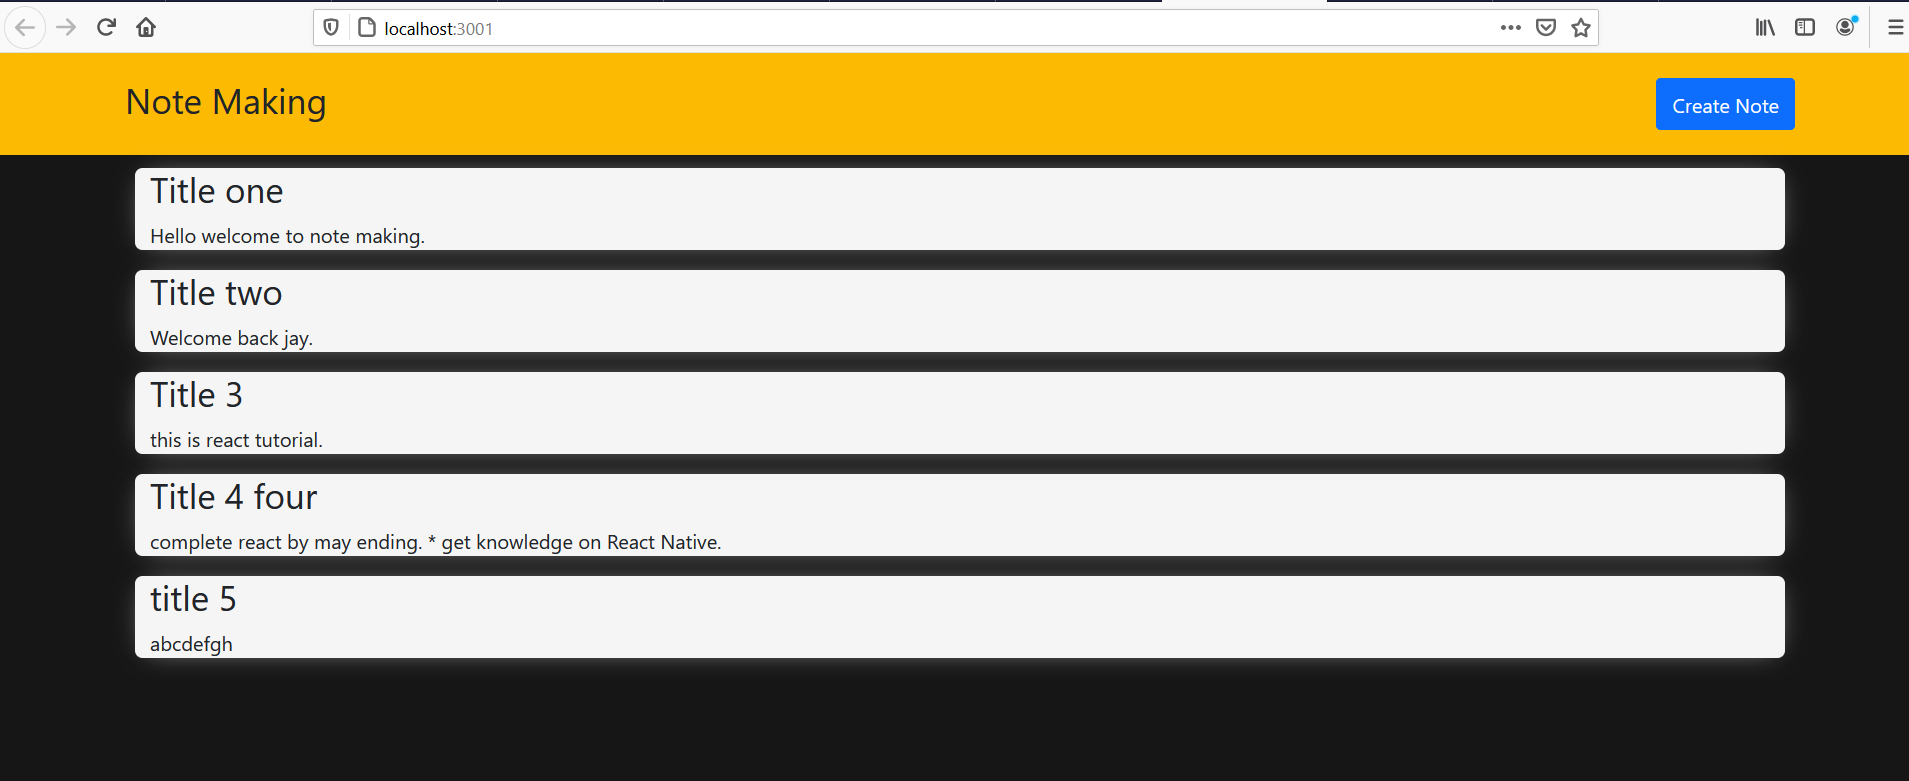 localhost:3001
Note Making
Create Note
Title one
Hello welcome to note making.
Title two
Welcome back jay.
Title 3
this is react tutorial.
Title 4 four
complete react by may ending. * get knowledge on React Native.
title 5
abcdefgh